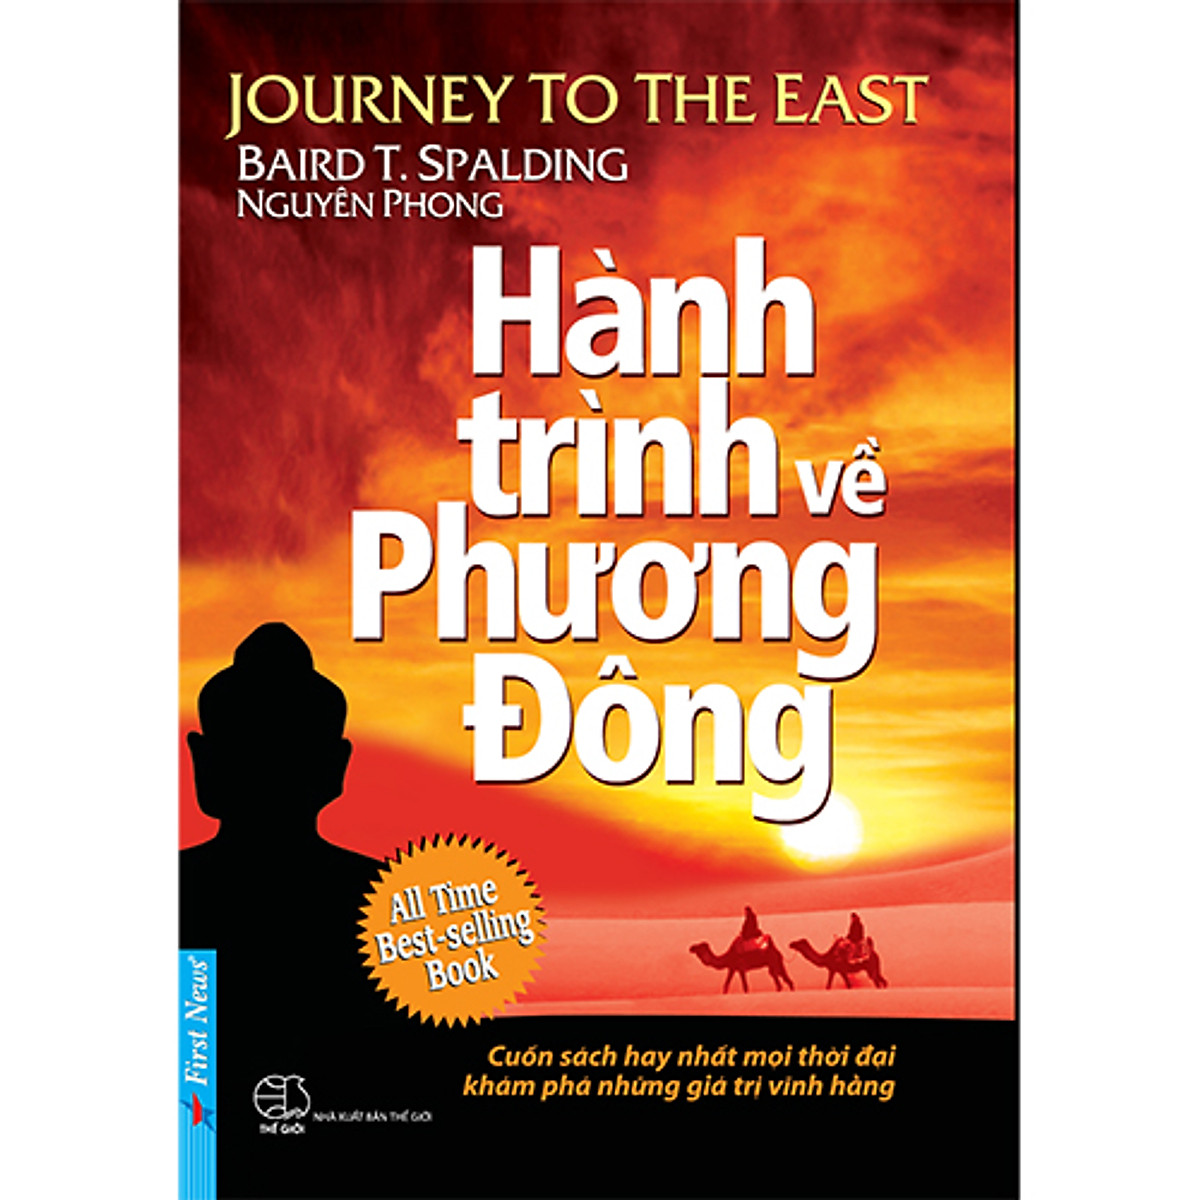 JOURNEY TO THE EAST
BAIRD T. SPALDING
NGUYÊN PHONG
Hành
trình về
Phương
Đông
All Time
Best-selling
Book
First News®
Cuốn sách hay nhất mọi thời đại
khám phá những giá trị vĩnh hằng
THẾ GIỚI
NHÀ XUẤT BẢN THẾ GIỚI